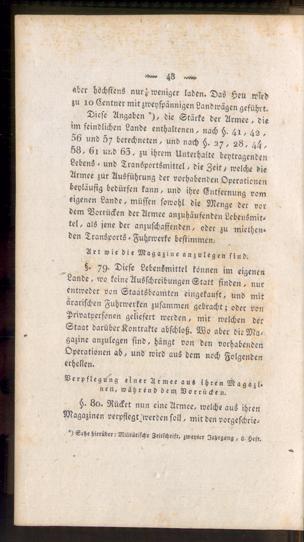 48
aber höchstens nur ½ weniger laden. Das Heu wird
zu 10 Centner mit zweyspännigen Landwägen geführt.
Diese Angaben *), die Stärke der Armee, die
im feindlichen Lande enthaltenen, nach §. 41, 42,
56 und 57 berechneten, und nach §. 27, 28, 44,
58, 61 und 63, zu ihrem Unterhalte beytragenden
Lebens- und Transportsmittel, die Zeit, welche die
Armee zur Ausführung der vorhabenden Operationen
beyläufig bedürfen kann, und ihre Entfernung vom
eigenen Lande, müssen sowohl die Menge der vor
dem Vorrücken der Armee anzuhäufenden Lebensmit-
tel, als jene der anzuschaffenden, oder zu miethen-
den Transports-Fuhrwerke bestimmen.
Art wie die Magazine anzulegen sind.
§. 79. Diese Lebensmittel können im eigenen
Lande, wo keine Ausschreibungen Statt finden, nur
entweder von Staatsbeamten eingekauft, und mit
ärarischen Fuhrwerken zusammen gebracht; oder von
Privatpersonen geliefert werden, mit welchen der
Staat darüber Kontrakte abschloß. Wo aber die Ma-
gazine anzulegen sind, hängt von den vorhabenden
Operationen ab, und wird aus dem noch Folgenden
erhellen.
Verpflegung einer Armee aus ihren Magazi-
nen, während dem Vorrücken.
§. 80. Rücket nun eine Armee, welche aus ihren
Magazinen verpflegt werden soll, mit den vorgeschrie-
*) Sehe hierüber: Militärische Zeitschrift, zweyter Jahrgang, 6. Heft.